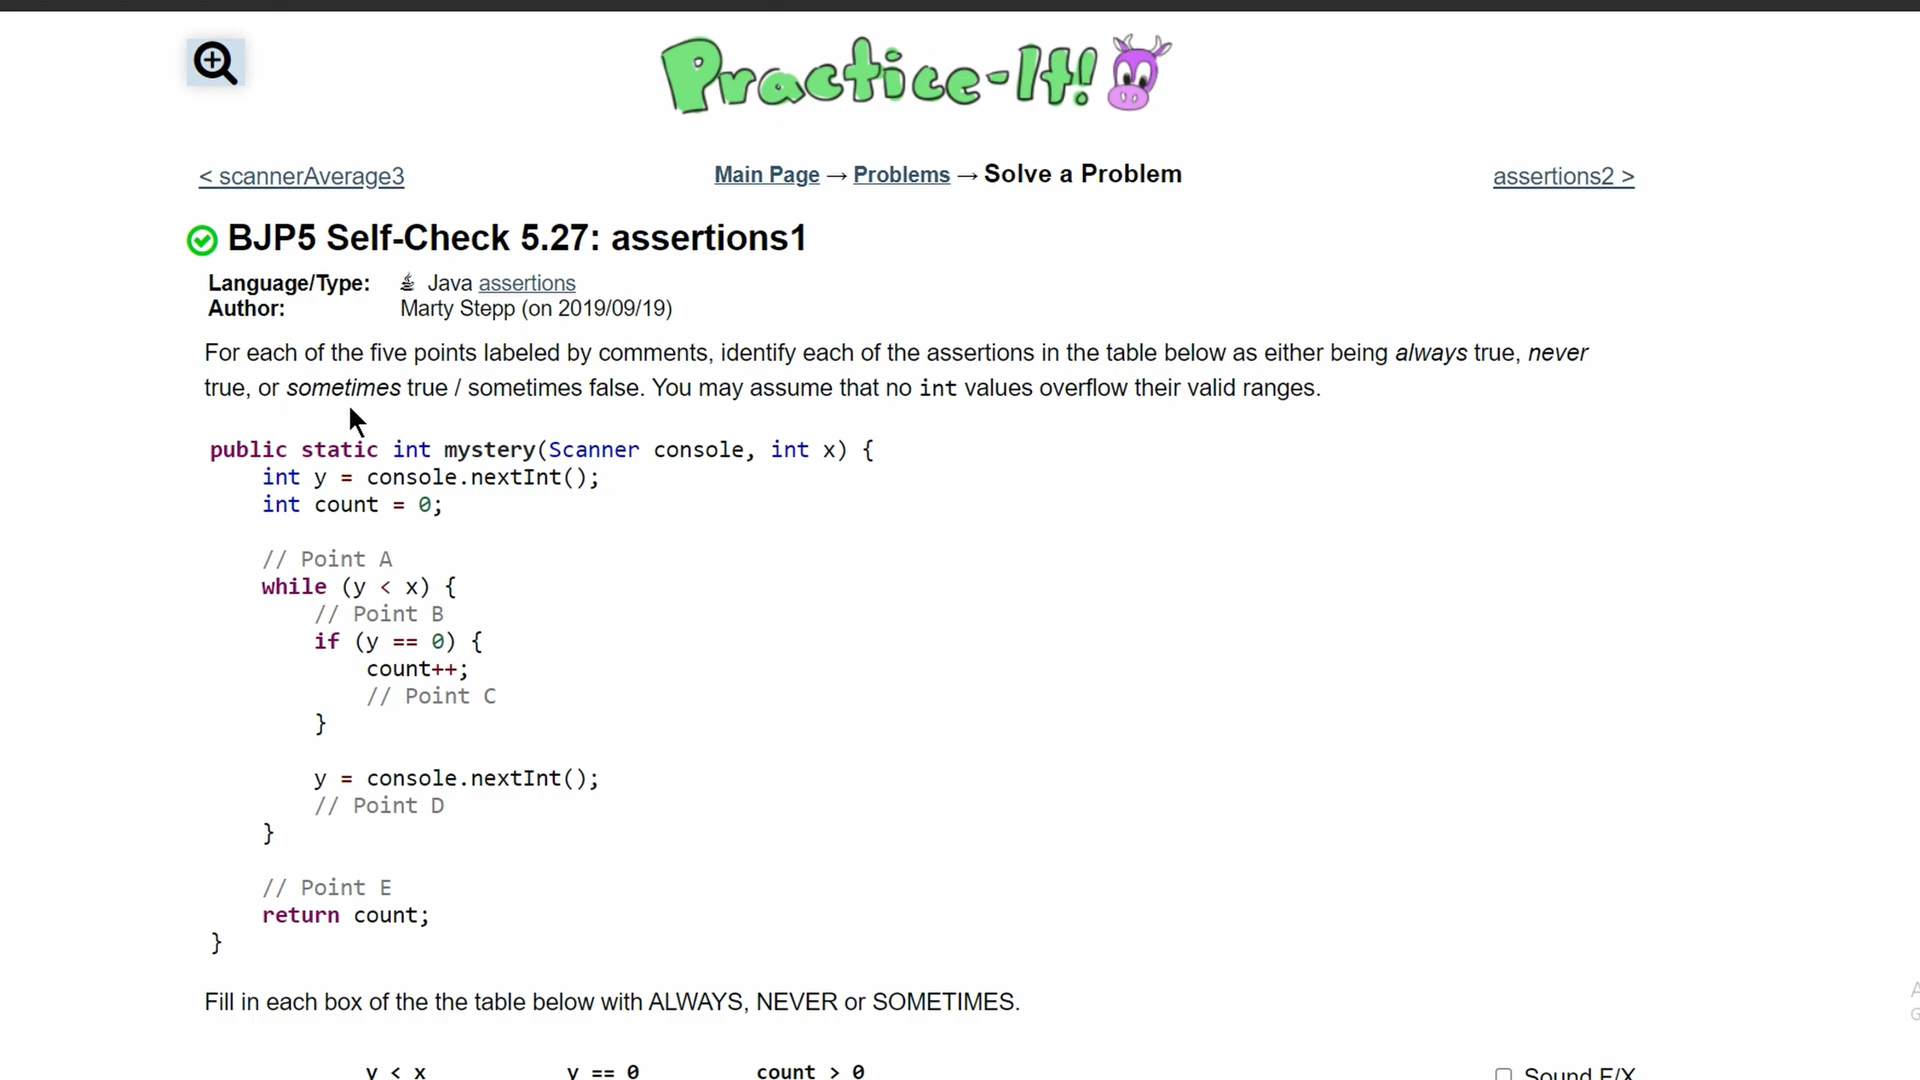 Practice-It!
< scannerAverage3
Main Page → Problems → Solve a Problem
assertions2 >
BJP5 Self-Check 5.27: assertions1
Language/Type: Java assertions
Author: Marty Stepp (on 2019/09/19)
For each of the five points labeled by comments, identify each of the assertions in the table below as either being always true, never
true, or sometimes true / sometimes false. You may assume that no int values overflow their valid ranges.
public static int mystery(Scanner console, int x) {
    int y = console.nextInt();
    int count = 0;
    // Point A
    while (y < x) {
        // Point B
        if (y == 0) {
            count++;
            // Point C
        }
        y = console.nextInt();
        // Point D
    }
    // Point E
    return count;
}
Fill in each box of the the table below with ALWAYS, NEVER or SOMETIMES.
y < x y == 0 count > 0
Sound F/X